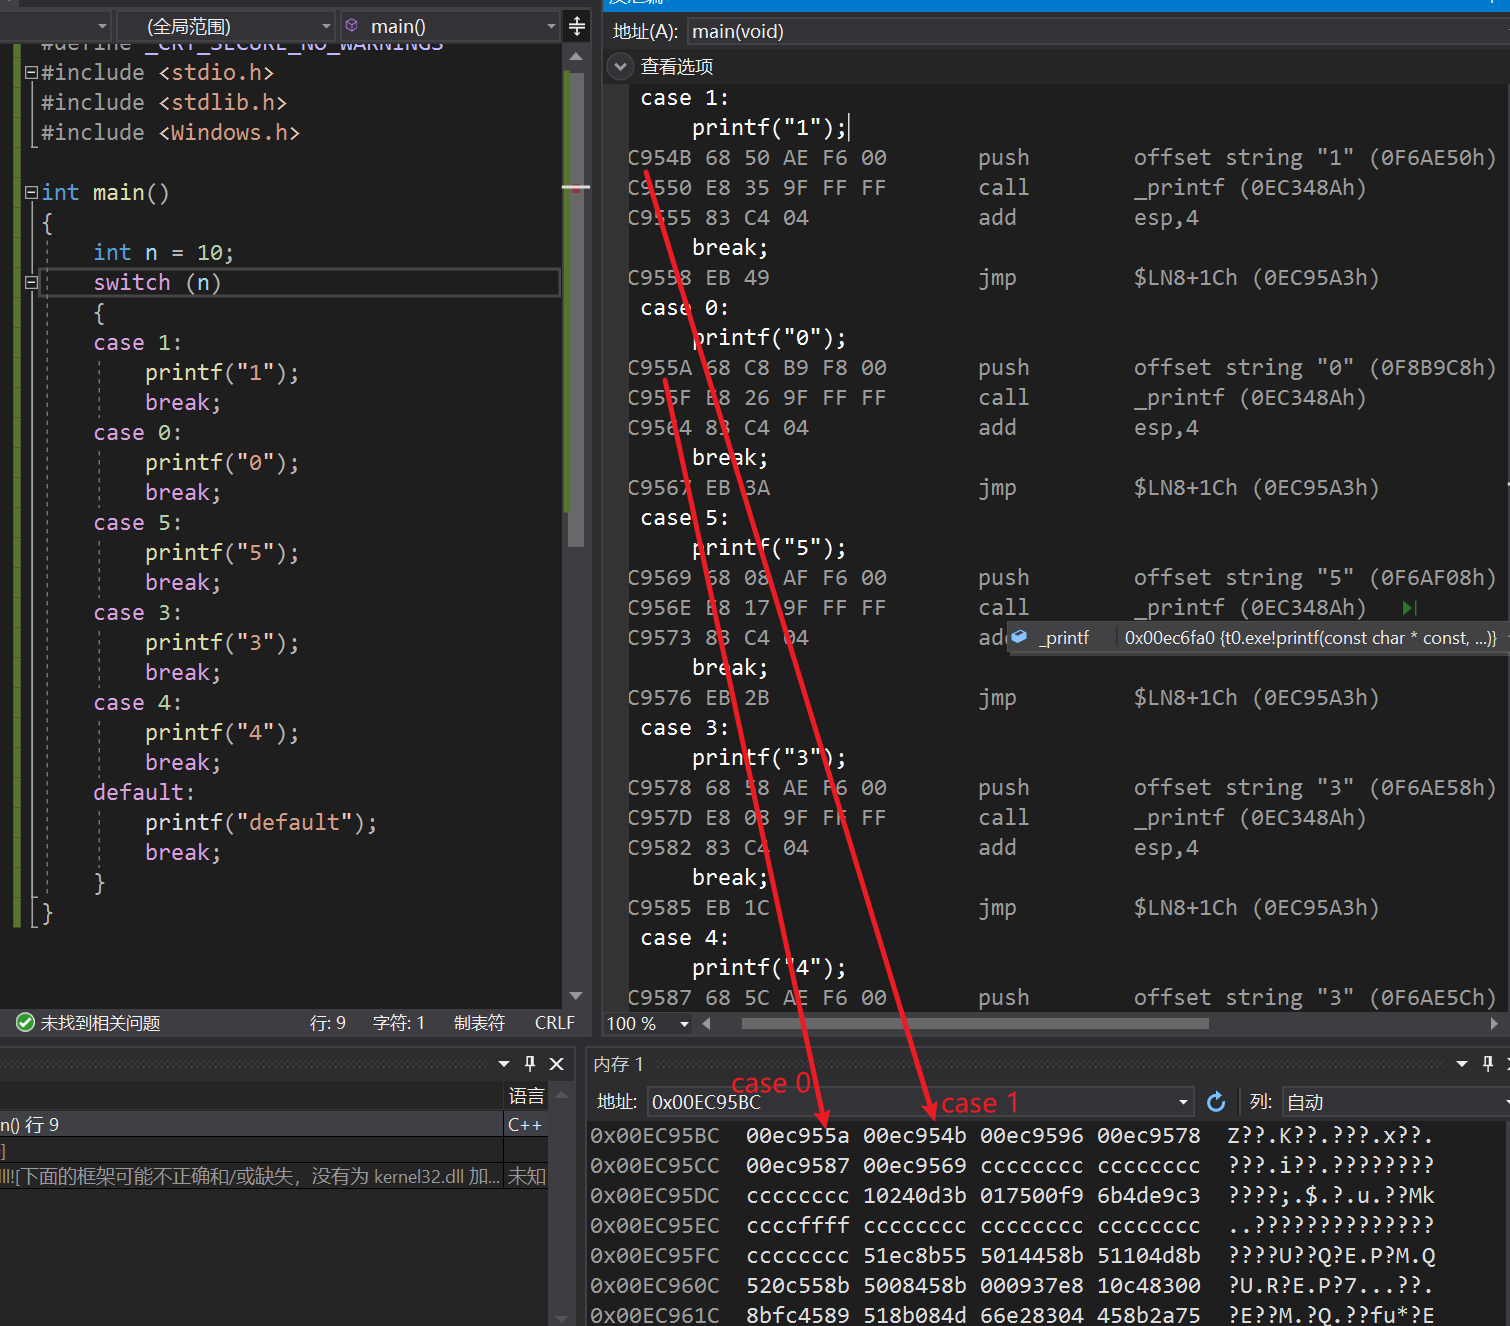 (全局范围)
main()
#define _CRT_SECURE_NO_WARNINGS
#include <stdio.h>
#include <stdlib.h>
#include <Windows.h>
int main()
{
int n = 10;
switch (n)
{
case 1:
printf("1");
break;
case 0:
printf("0");
break;
case 5:
printf("5");
break;
case 3:
printf("3");
break;
case 4:
printf("4");
break;
default:
printf("default");
break;
}
}
未找到相关问题 行: 9 字符: 1 制表符 CRLF
语言
n() 行 9 C++
]
ll![下面的框架可能不正确和/或缺失，没有为 kernel32.dll 加... 未知
地址(A): main(void)
查看选项
case 1:
printf("1");
C954B 68 50 AE F6 00 push offset string "1" (0F6AE50h)
C9550 E8 35 9F FF FF call _printf (0EC348Ah)
C9555 83 C4 04 add esp,4
break;
C9558 EB 49 jmp $LN8+1Ch (0EC95A3h)
case 0:
printf("0");
C955A 68 C8 B9 F8 00 push offset string "0" (0F8B9C8h)
C955F E8 26 9F FF FF call _printf (0EC348Ah)
C9564 83 C4 04 add esp,4
break;
C9567 EB 3A jmp $LN8+1Ch (0EC95A3h)
case 5:
printf("5");
C9569 68 08 AF F6 00 push offset string "5" (0F6AF08h)
C956E E8 17 9F FF FF call _printf (0EC348Ah)
C9573 83 C4 04 ad
_printf 0x00ec6fa0 {t0.exe!printf(const char * const, ...)}
break;
C9576 EB 2B jmp $LN8+1Ch (0EC95A3h)
case 3:
printf("3");
C9578 68 58 AE F6 00 push offset string "3" (0F6AE58h)
C957D E8 08 9F FF FF call _printf (0EC348Ah)
C9582 83 C4 04 add esp,4
break;
C9585 EB 1C jmp $LN8+1Ch (0EC95A3h)
case 4:
printf("4");
C9587 68 5C AE F6 00 push offset string "3" (0F6AE5Ch)
100 %
内存 1
case 0
case 1
地址: 0x00EC95BC 列: 自动
0x00EC95BC 00ec955a 00ec954b 00ec9596 00ec9578 Z??.K??.???.x??.
0x00EC95CC 00ec9587 00ec9569 cccccccc cccccccc ???.i??.????????
0x00EC95DC cccccccc 10240d3b 017500f9 6b4de9c3 ????;.$.?.u.??Mk
0x00EC95EC ccccffff cccccccc cccccccc cccccccc ..??????????????
0x00EC95FC cccccccc 51ec8b55 5014458b 51104d8b ????U??Q?E.P?M.Q
0x00EC960C 520c558b 5008458b 000937e8 10c48300 ?U.R?E.P?7...??.
0x00EC961C 8bfc4589 518b084d 66e28304 458b2a75 ?E??M.?Q.??fu*?E